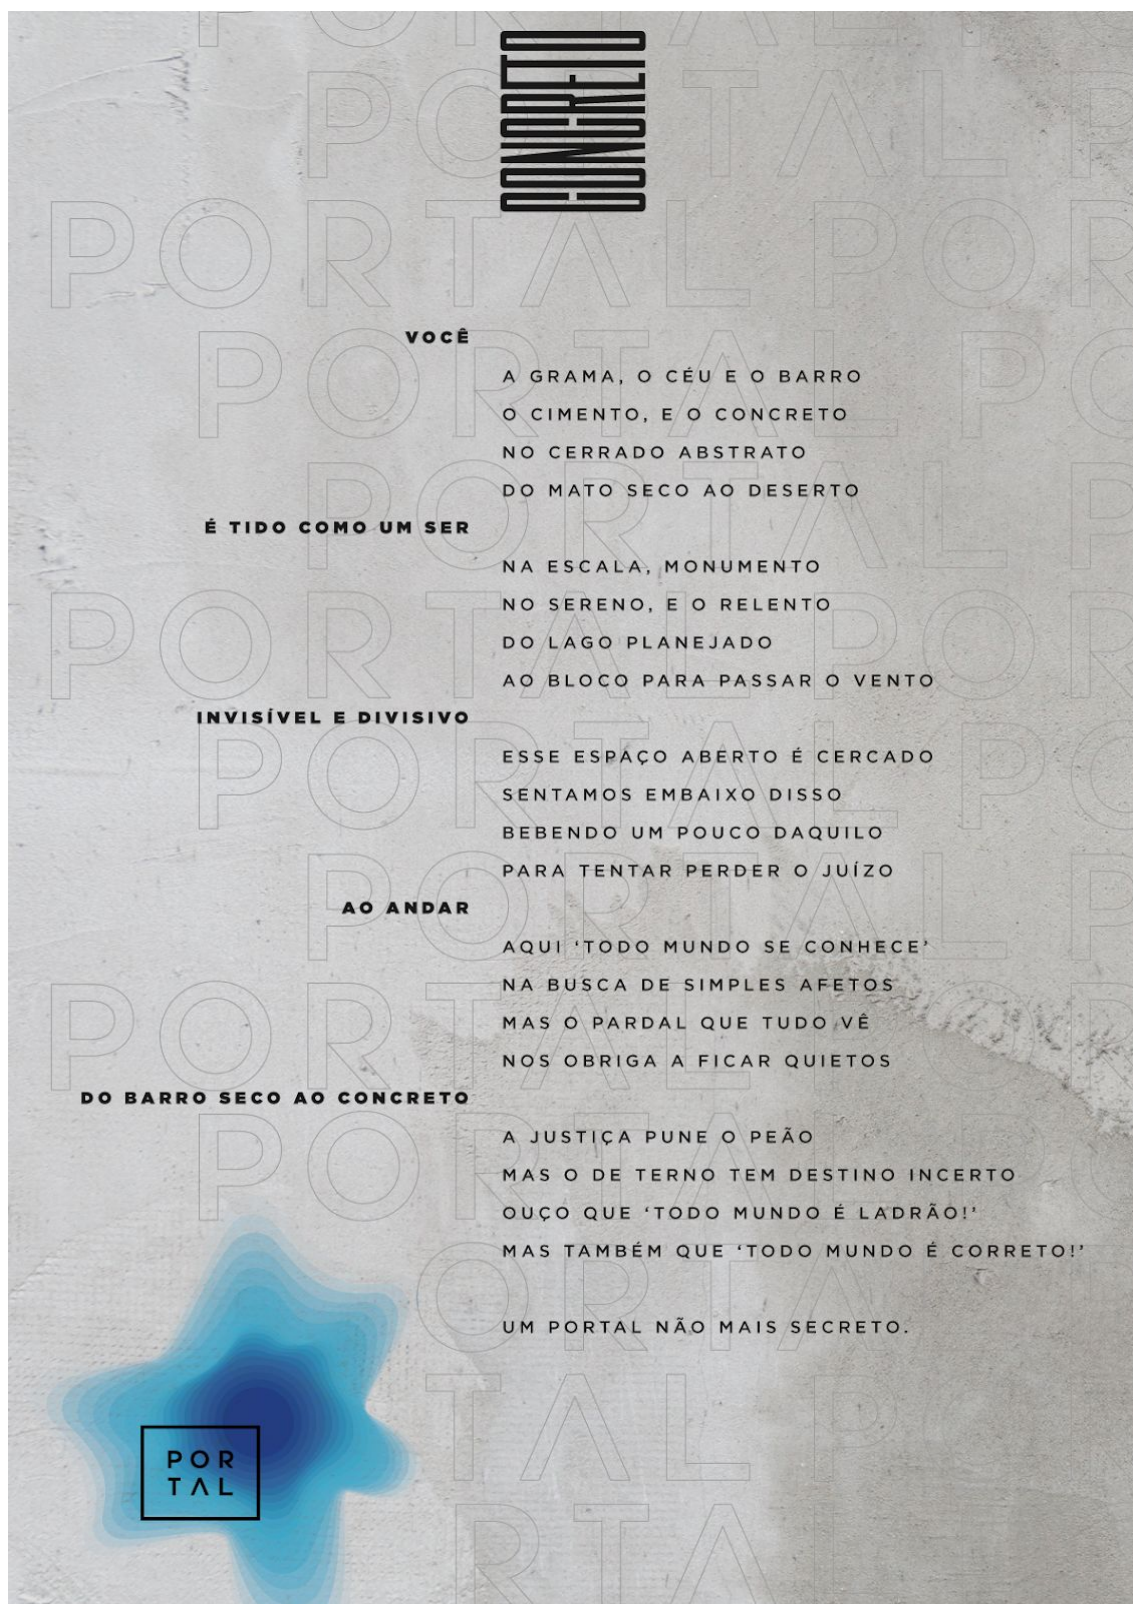 CONCRETO
VOCÊ
A GRAMA, O CÉU E O BARRO
O CIMENTO, E O CONCRETO
NO CERRADO ABSTRATO
DO MATO SECO AO DESERTO
É TIDO COMO UM SER
NA ESCALA, MONUMENTO
NO SERENO, E O RELENTO
DO LAGO PLANEJADO
AO BLOCO PARA PASSAR O VENTO
INVISÍVEL E DIVISIVO
ESSE ESPAÇO ABERTO É CERCADO
SENTAMOS EMBAIXO DISSO
BEBENDO UM POUCO DAQUILO
PARA TENTAR PERDER O JUÍZO
AO ANDAR
AQUI ‘TODO MUNDO SE CONHECE’
NA BUSCA DE SIMPLES AFETOS
MAS O PARDAL QUE TUDO VÊ
NOS OBRIGA A FICAR QUIETOS
DO BARRO SECO AO CONCRETO
A JUSTIÇA PUNE O PEÃO
MAS O DE TERNO TEM DESTINO INCERTO
OUÇO QUE ‘TODO MUNDO É LADRÃO!’
MAS TAMBÉM QUE ‘TODO MUNDO É CORRETO!’
UM PORTAL NÃO MAIS SECRETO.
POR
TAL